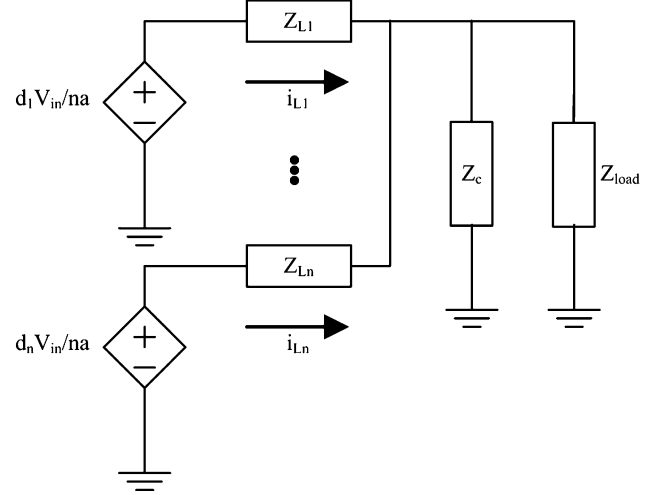 Z_L1
d_1V_in/na
+
−
i_L1
Z_c
Z_load
Z_Ln
d_nV_in/na
+
−
i_Ln